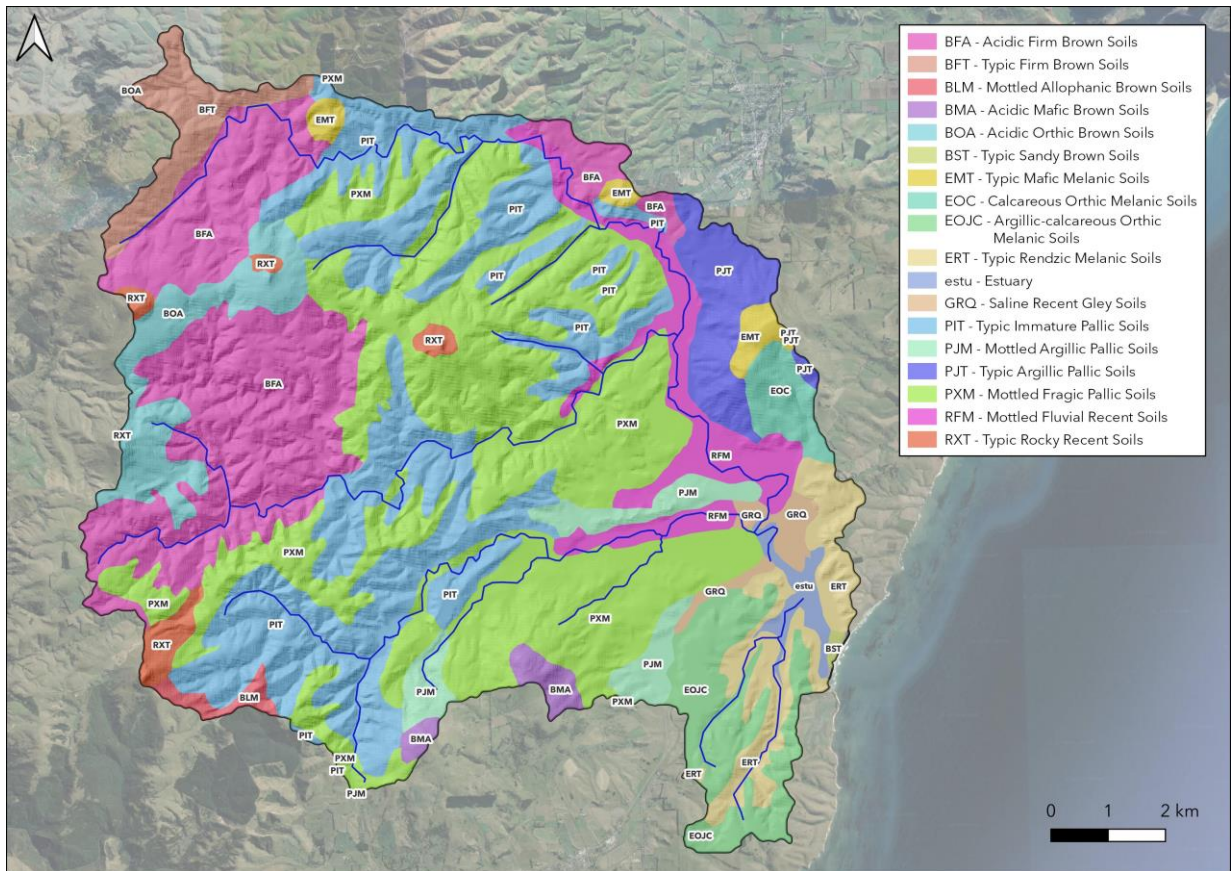 BFA - Acidic Firm Brown Soils
BFT - Typic Firm Brown Soils
BLM - Mottled Allophanic Brown Soils
BMA - Acidic Mafic Brown Soils
BOA - Acidic Orthic Brown Soils
BST - Typic Sandy Brown Soils
EMT - Typic Mafic Melanic Soils
EOC - Calcareous Orthic Melanic Soils
EOJC - Argillic-calcareous Orthic
Melanic Soils
ERT - Typic Rendzic Melanic Soils
estu - Estuary
GRQ - Saline Recent Gley Soils
PIT - Typic Immature Pallic Soils
PJM - Mottled Argillic Pallic Soils
PJT - Typic Argillic Pallic Soils
PXM - Mottled Fragic Pallic Soils
RFM - Mottled Fluvial Recent Soils
RXT - Typic Rocky Recent Soils
PXM
BOA
BFT
EMT
PIT
PXM
BFA
EMT
BFA
PIT
PIT
BFA
RXT
PIT
PIT
PJT
PIT
RXT
BOA
PIT
RXT
EMT
PJT
PJT
PJT
BFA
EOC
PXM
RXT
RFM
PJM
RFM
GRQ
GRQ
PXM
estu
ERT
GRQ
PIT
PXM
PXM
PIT
RXT
BST
PJM
PJM
BLM
BMA
EOJC
PXM
PIT
BMA
PXM
ERT
PIT
ERT
PJM
EOJC
0 1 2 km